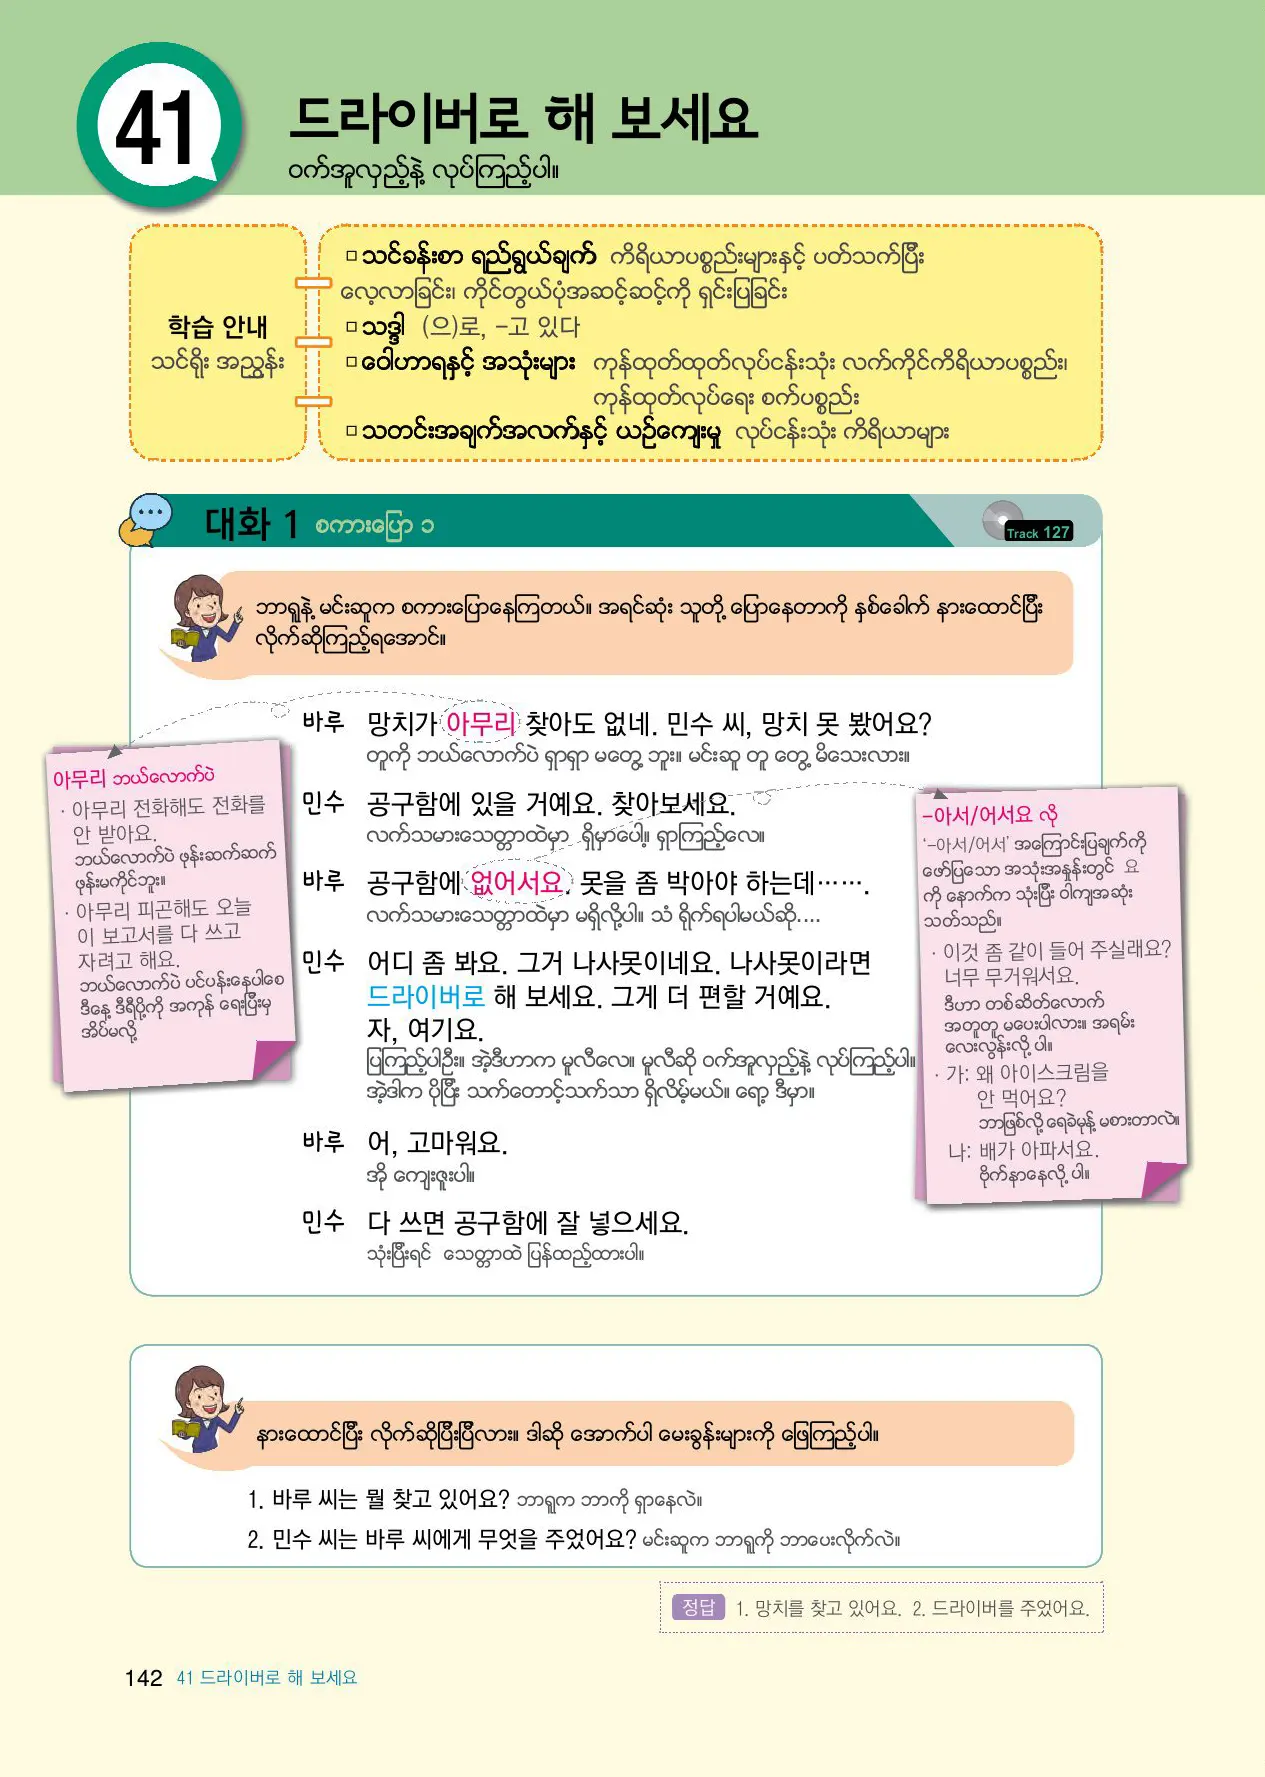 41
드라이버로 해 보세요
ဝက်အူလှည့်နဲ့ လုပ်ကြည့်ပါ။
학습 안내
သင်ရိုး အညွှန်း
□ သင်ခန်းစာ ရည်ရွယ်ချက် ကိရိယာပစ္စည်းများနှင့် ပတ်သက်ပြီး
လေ့လာခြင်း၊ ကိုင်တွယ်ပုံအဆင့်ဆင့်ကို ရှင်းပြခြင်း
□ သဒ္ဒါ (으)로, -고 있다
□ ဝေါဟာရနှင့် အသုံးများ ကုန်ထုတ်ထုတ်လုပ်ငန်းသုံး လက်ကိုင်ကိရိယာပစ္စည်း၊
ကုန်ထုတ်လုပ်ရေး စက်ပစ္စည်း
□ သတင်းအချက်အလက်နှင့် ယဉ်ကျေးမှု လုပ်ငန်းသုံး ကိရိယာများ
대화 1 စကားပြော ၁
Track 127
ဘာရူနဲ့ မင်းဆူက စကားပြောနေကြတယ်။ အရင်ဆုံး သူတို့ ပြောနေတာကို နှစ်ခေါက် နားထောင်ပြီး
လိုက်ဆိုကြည့်ရအောင်။
바루 망치가 아무리 찾아도 없네. 민수 씨, 망치 못 봤어요?
တူကို ဘယ်လောက်ပဲ ရှာရှာ မတွေ့ ဘူး။ မင်းဆူ တူ တွေ့ မိသေးလား။
민수 공구함에 있을 거예요. 찾아보세요.
လက်သမားသေတ္တာထဲမှာ ရှိမှာပေါ့။ ရှာကြည့်လေ။
바루 공구함에 없어서요. 못을 좀 박아야 하는데…….
လက်သမားသေတ္တာထဲမှာ မရှိလို့ပါ။ သံ ရိုက်ရပါမယ်ဆို....
민수 어디 좀 봐요. 그거 나사못이네요. 나사못이라면
드라이버로 해 보세요. 그게 더 편할 거예요.
자, 여기요.
ပြကြည့်ပါဦး။ အဲ့ဒီဟာက မူလီလေ။ မူလီဆို ဝက်အူလှည့်နဲ့ လုပ်ကြည့်ပါ။
အဲ့ဒါက ပိုပြီး သက်တောင့်သက်သာ ရှိလိမ့်မယ်။ ရော့ ဒီမှာ။
바루 어, 고마워요.
အို ကျေးဇူးပါ။
민수 다 쓰면 공구함에 잘 넣으세요.
သုံးပြီးရင် သေတ္တာထဲ ပြန်ထည့်ထားပါ။
아무리 ဘယ်လောက်ပဲ
· 아무리 전화해도 전화를
안 받아요.
ဘယ်လောက်ပဲ ဖုန်းဆက်ဆက်
ဖုန်းမကိုင်ဘူး။
· 아무리 피곤해도 오늘
이 보고서를 다 쓰고
자려고 해요.
ဘယ်လောက်ပဲ ပင်ပန်းနေပါစေ
ဒီနေ့ ဒီရီပို့ကို အကုန် ရေးပြီးမှ
အိပ်မလို့
-아서/어서요 လို
'-아서/어서' အကြောင်းပြချက်ကို
ဖော်ပြသော အသုံးအနှုန်းတွင် 요
ကို နောက်က သုံးပြီး ဝါကျအဆုံး
သတ်သည်။
· 이것 좀 같이 들어 주실래요?
너무 무거워서요.
ဒီဟာ တစ်ဆိတ်လောက်
အတူတူ မပေးပါလား။ အရမ်း
လေးလွန်းလို့ ပါ။
· 가: 왜 아이스크림을
안 먹어요?
ဘာဖြစ်လို့ ရေခဲမုန့် မစားတာလဲ။
나: 배가 아파서요.
ဗိုက်နာနေလို့ ပါ။
နားထောင်ပြီး လိုက်ဆိုပြီးပြီလား။ ဒါဆို အောက်ပါ မေးခွန်းများကို ဖြေကြည့်ပါ။
1. 바루 씨는 뭘 찾고 있어요? ဘာရူက ဘာကို ရှာနေလဲ။
2. 민수 씨는 바루 씨에게 무엇을 주었어요? မင်းဆူက ဘာရူကို ဘာပေးလိုက်လဲ။
정답 1. 망치를 찾고 있어요. 2. 드라이버를 주었어요.
142 41 드라이버로 해 보세요